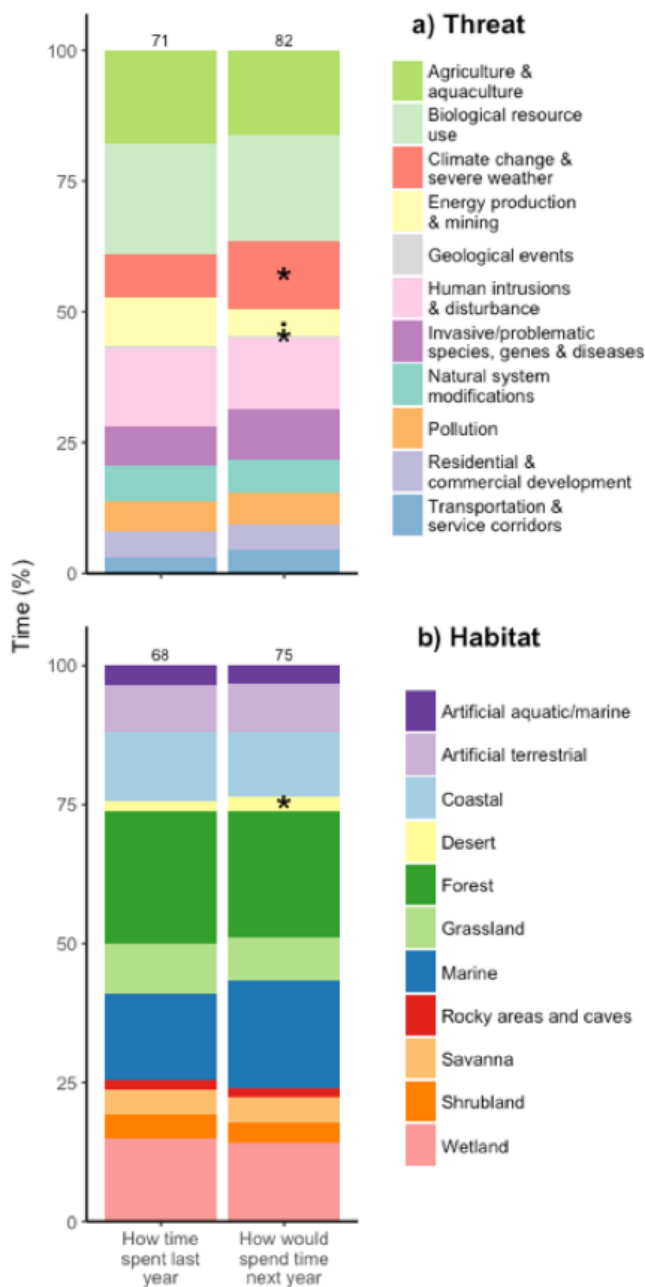 a) Threat
71
82
100
75
50
25
0
*
*
Agriculture &
aquaculture
Biological resource
use
Climate change &
severe weather
Energy production
& mining
Geological events
Human intrusions
& disturbance
Invasive/problematic
species, genes & diseases
Natural system
modifications
Pollution
Residential &
commercial development
Transportation &
service corridors
Time (%)
b) Habitat
68
75
100
75
50
25
0
*
Artificial aquatic/marine
Artificial terrestrial
Coastal
Desert
Forest
Grassland
Marine
Rocky areas and caves
Savanna
Shrubland
Wetland
How time
spent last
year
How would
spend time
next year